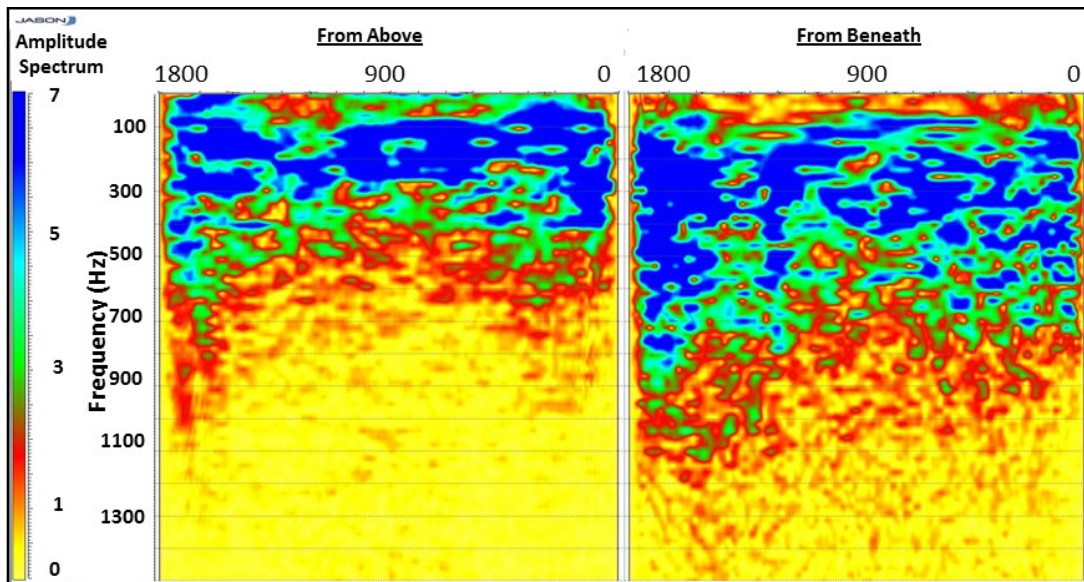 JASON
Amplitude
Spectrum
From Above
From Beneath
1800 900 0
1800 900 0
7
5
3
1
0
Frequency (Hz)
100
300
500
700
900
1100
1300